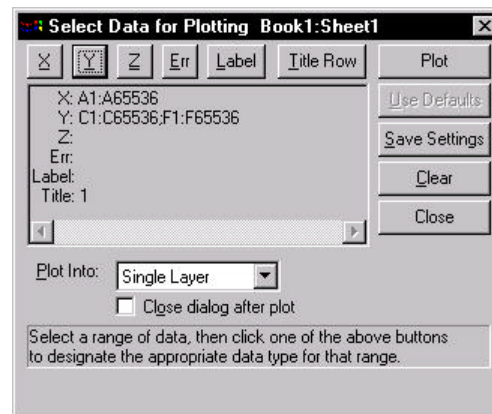 Select Data for Plotting Book1:Sheet1
X Y Z Err Label Title Row Plot
X: A1:A65536
Y: C1:C65536;F1:F65536
Z:
Err:
Label:
Title: 1
Use Defaults
Save Settings
Clear
Close
Plot Into: Single Layer
Close dialog after plot
Select a range of data, then click one of the above buttons
to designate the appropriate data type for that range.